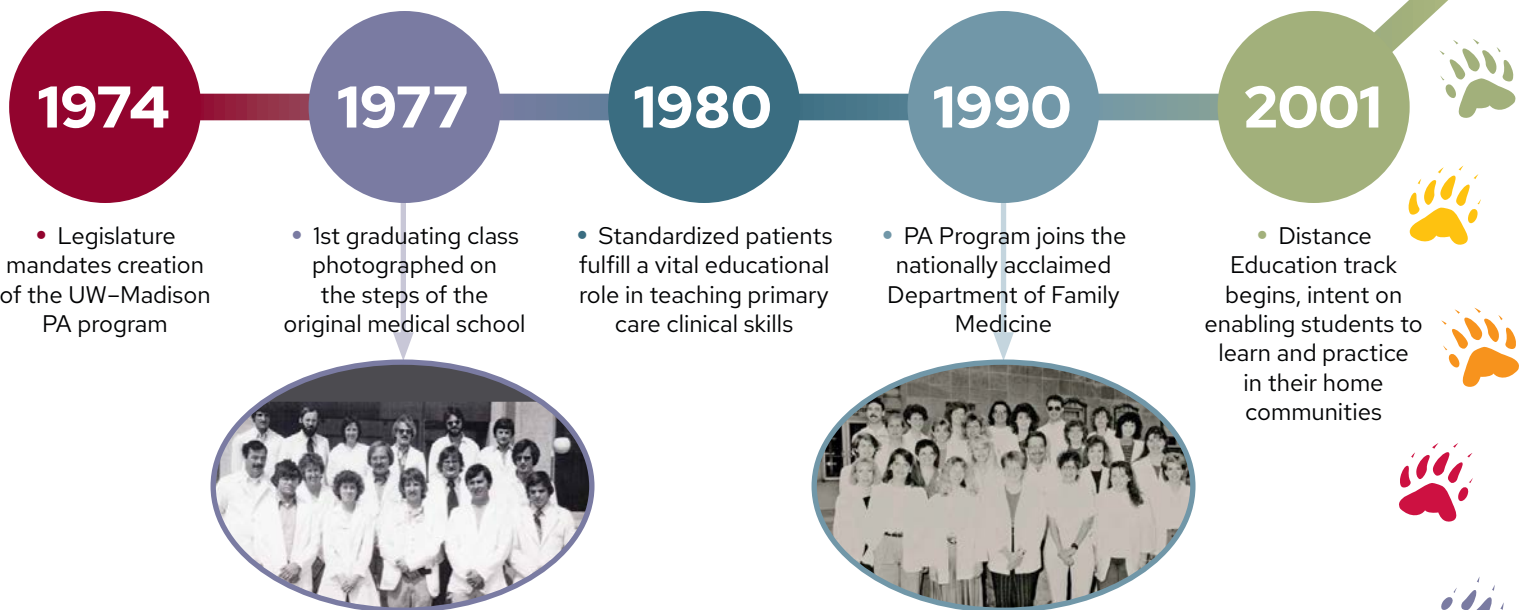 1974
1977
1980
1990
2001
• Legislature
mandates creation
of the UW–Madison
PA program
• 1st graduating class
photographed on
the steps of the
original medical school
• Standardized patients
fulfill a vital educational
role in teaching primary
care clinical skills
• PA Program joins the
nationally acclaimed
Department of Family
Medicine
• Distance
Education track
begins, intent on
enabling students to
learn and practice
in their home
communities